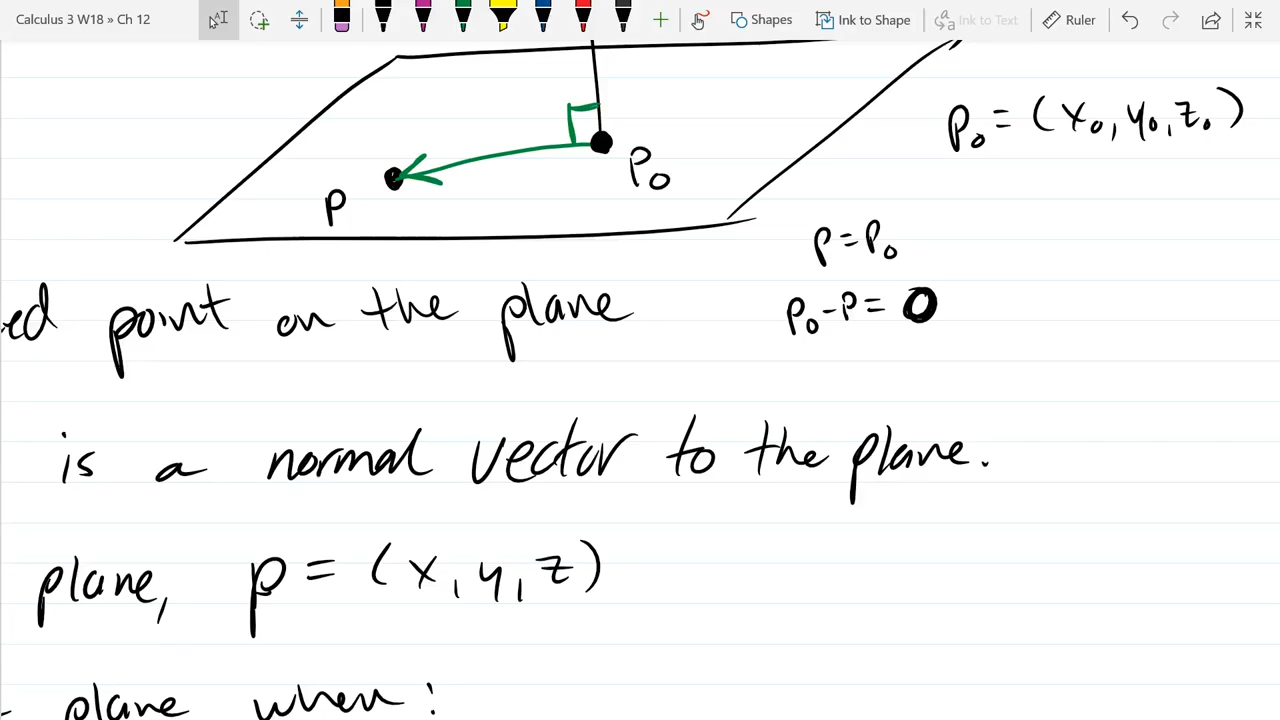 Calculus 3 W18 » Ch 12
Shapes
Ink to Shape
Ink to Text
Ruler
P₀ = (x₀, y₀, z₀)
P₀
P
P = P₀
P₀ - P = 0
ed point on the plane
is a normal vector to the plane.
plane, p = (x, y, z)
plane when: